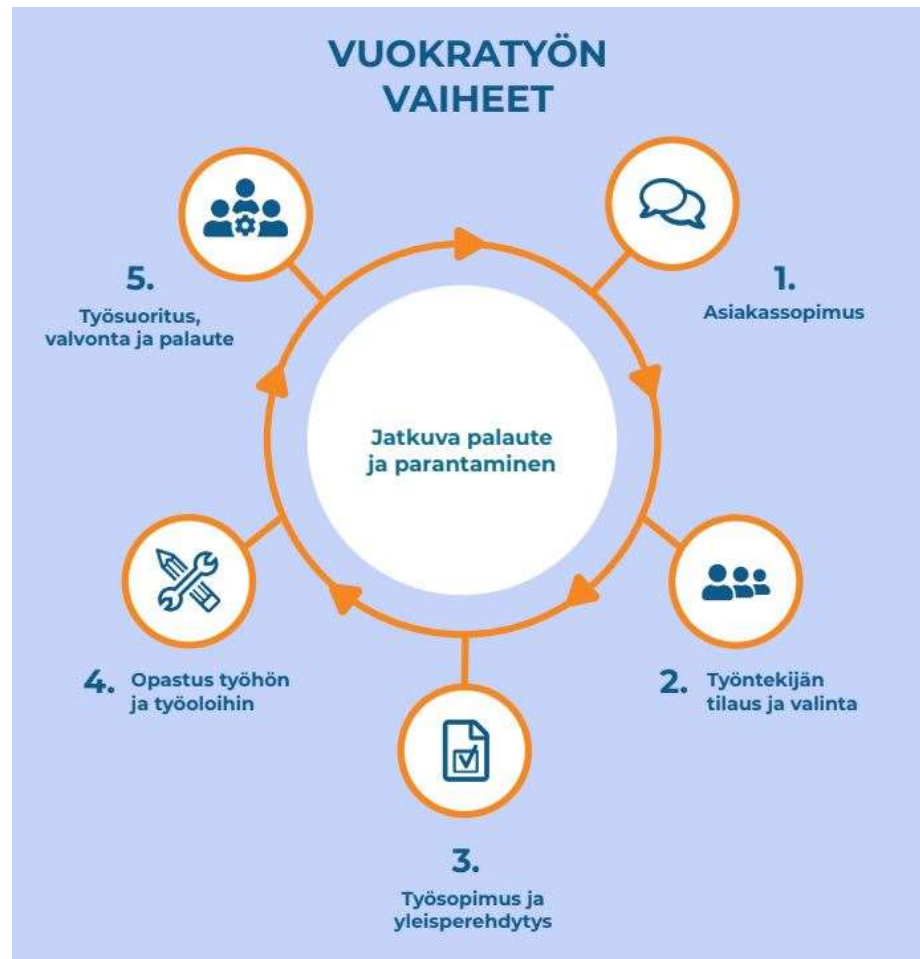 VUOKRATYÖN
VAIHEET
1.
Asiakassopimus
2. Työntekijän
tilaus ja valinta
3.
Työsopimus ja
yleisperehdytys
4. Opastus työhön
ja työoloihin
5.
Työsuoritus,
valvonta ja palaute
Jatkuva palaute
ja parantaminen